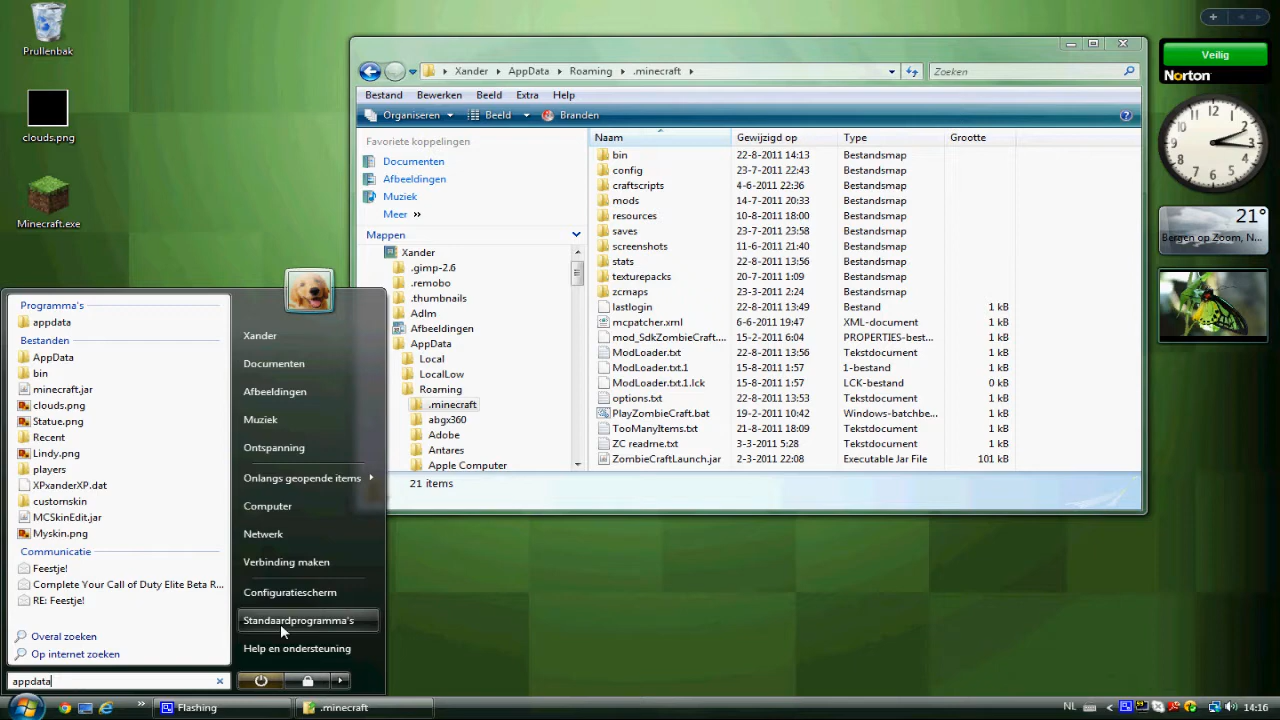 Prullenbak
clouds.png
Minecraft.exe
Xander AppData Roaming .minecraft
Zoeken
Bestand Bewerken Beeld Extra Help
Organiseren Beeld Branden
Favoriete koppelingen
Documenten
Afbeeldingen
Muziek
Meer »
Mappen
Xander
.gimp-2.6
.remobo
.thumbnails
Adlm
Afbeeldingen
AppData
Local
LocalLow
Roaming
.minecraft
abgx360
Adobe
Antares
Apple Computer
Naam Gewijzigd op Type Grootte
bin 22-8-2011 14:13 Bestandsmap
config 23-7-2011 22:43 Bestandsmap
craftscripts 4-6-2011 22:36 Bestandsmap
mods 14-7-2011 20:33 Bestandsmap
resources 10-8-2011 18:00 Bestandsmap
saves 23-7-2011 23:58 Bestandsmap
screenshots 11-6-2011 21:40 Bestandsmap
stats 22-8-2011 13:56 Bestandsmap
texturepacks 20-7-2011 1:09 Bestandsmap
zcmaps 23-3-2011 2:24 Bestandsmap
lastlogin 22-8-2011 13:49 Bestand 1 kB
mcpatcher.xml 6-6-2011 19:47 XML-document 1 kB
mod_SdkZombieCraft.... 15-2-2011 6:04 PROPERTIES-best... 1 kB
ModLoader.txt 22-8-2011 13:56 Tekstdocument 1 kB
ModLoader.txt.1 15-8-2011 1:57 1-bestand 1 kB
ModLoader.txt.1.lck 15-8-2011 1:57 LCK-bestand 0 kB
options.txt 22-8-2011 13:53 Tekstdocument 1 kB
PlayZombieCraft.bat 19-2-2011 10:42 Windows-batchbe... 1 kB
TooManyItems.txt 21-8-2011 18:09 Tekstdocument 1 kB
ZC readme.txt 3-3-2011 5:28 Tekstdocument 1 kB
ZombieCraftLaunch.jar 2-3-2011 22:08 Executable Jar File 101 kB
21 items
Veilig
Norton
12
1
2
3
4
5
6
7
8
9
10
11
21°
Bergen op Zoom, N...
Programma's
appdata
Bestanden
AppData
bin
minecraft.jar
clouds.png
Statue.png
Recent
Lindy.png
players
XPxanderXP.dat
customskin
MCSkinEdit.jar
Myskin.png
Communicatie
Feestje!
Complete Your Call of Duty Elite Beta R...
RE: Feestje!
Overal zoeken
Op internet zoeken
appdata
Xander
Documenten
Afbeeldingen
Muziek
Ontspanning
Onlangs geopende items
Computer
Netwerk
Verbinding maken
Configuratiescherm
Standaardprogramma's
Help en ondersteuning
Flashing
.minecraft
NL
14:16